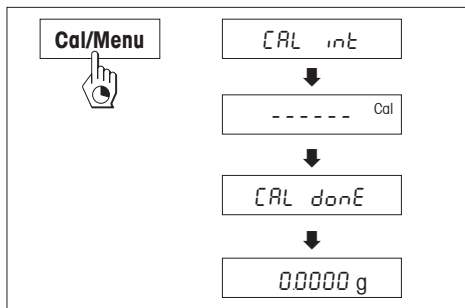 Cal/Menu
CAL int
- - - - - - Cal
CAL donE
0.0000 g